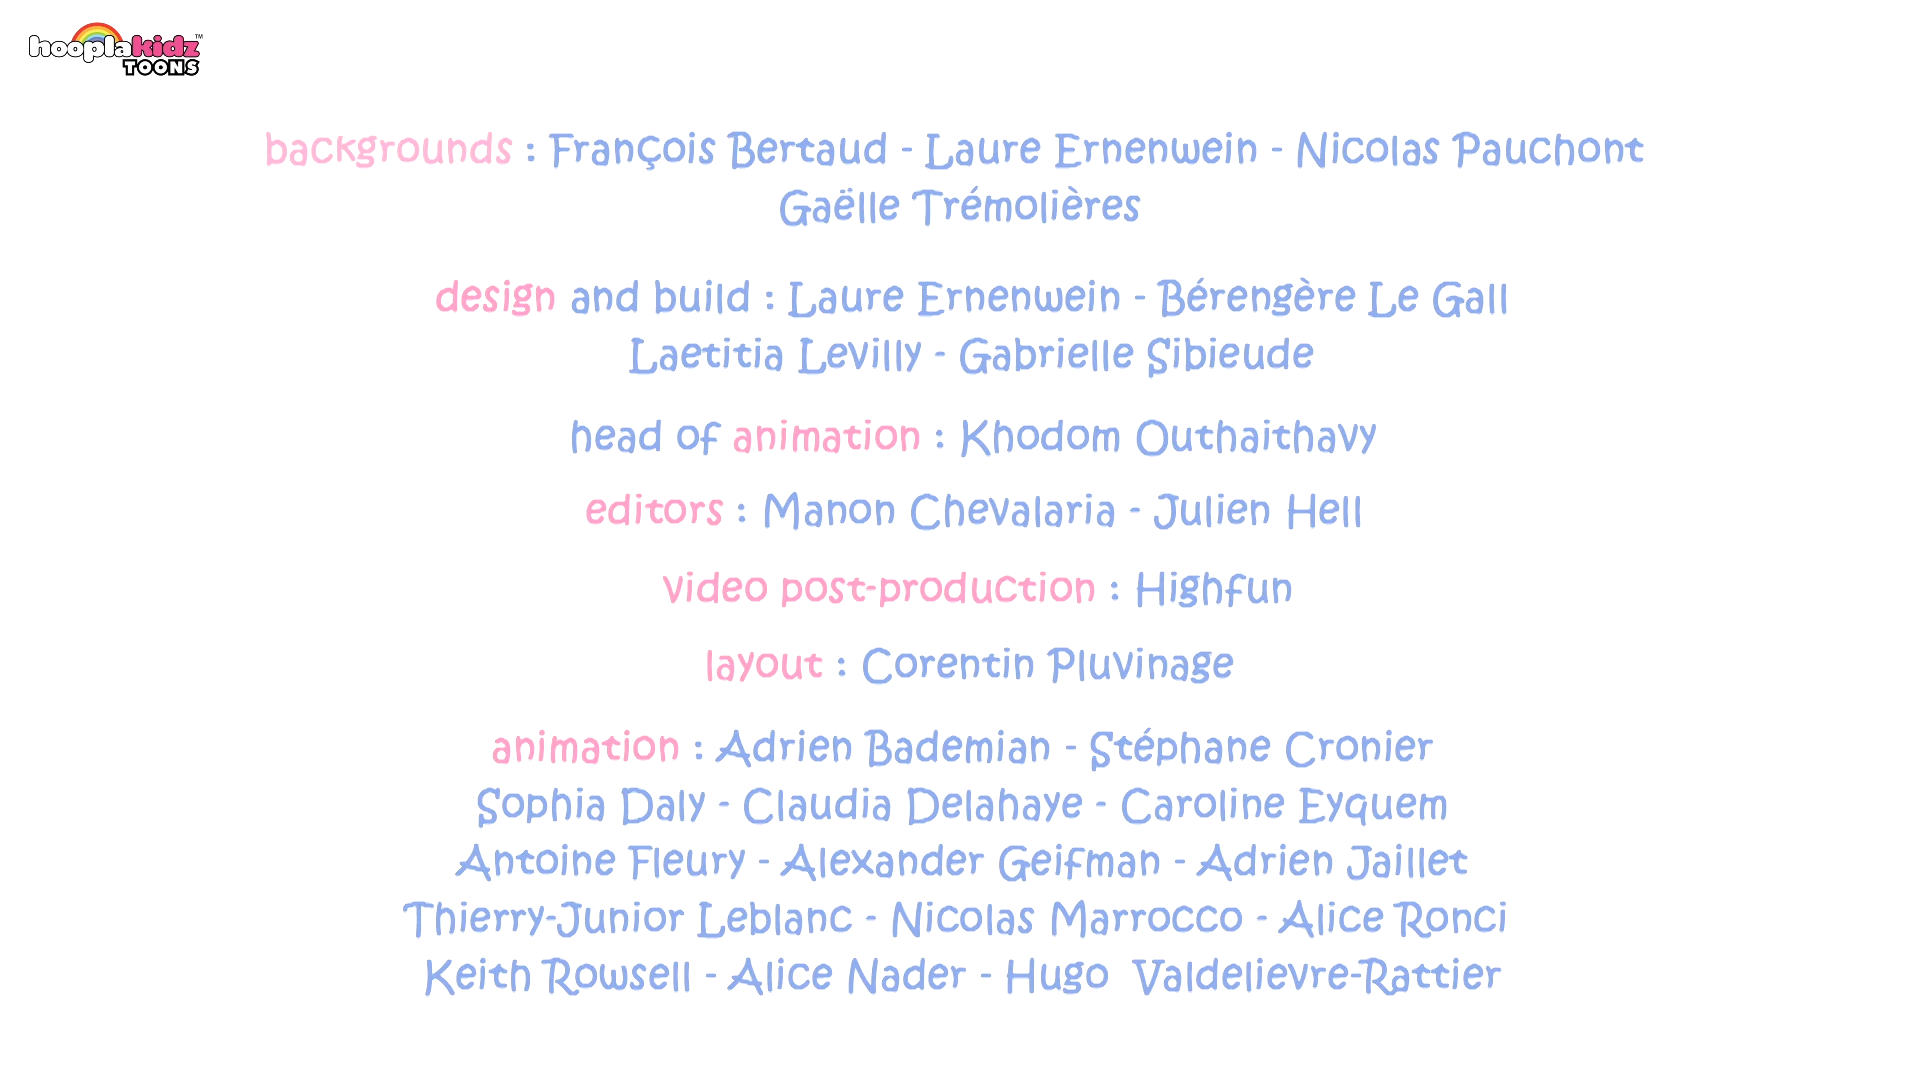 hooplakidz™
TOONS
backgrounds : François Bertaud - Laure Ernenwein - Nicolas Pauchont
Gaëlle Trémolières
design and build : Laure Ernenwein - Bérengère Le Gall
Laetitia Levilly - Gabrielle Sibieude
head of animation : Khodom Outhaithavy
editors : Manon Chevalaria - Julien Hell
video post-production : Highfun
layout : Corentin Pluvinage
animation : Adrien Bademian - Stéphane Cronier
Sophia Daly - Claudia Delahaye - Caroline Eyquem
Antoine Fleury - Alexander Geifman - Adrien Jaillet
Thierry-Junior Leblanc - Nicolas Marrocco - Alice Ronci
Keith Rowsell - Alice Nader - Hugo Valdelievre-Rattier